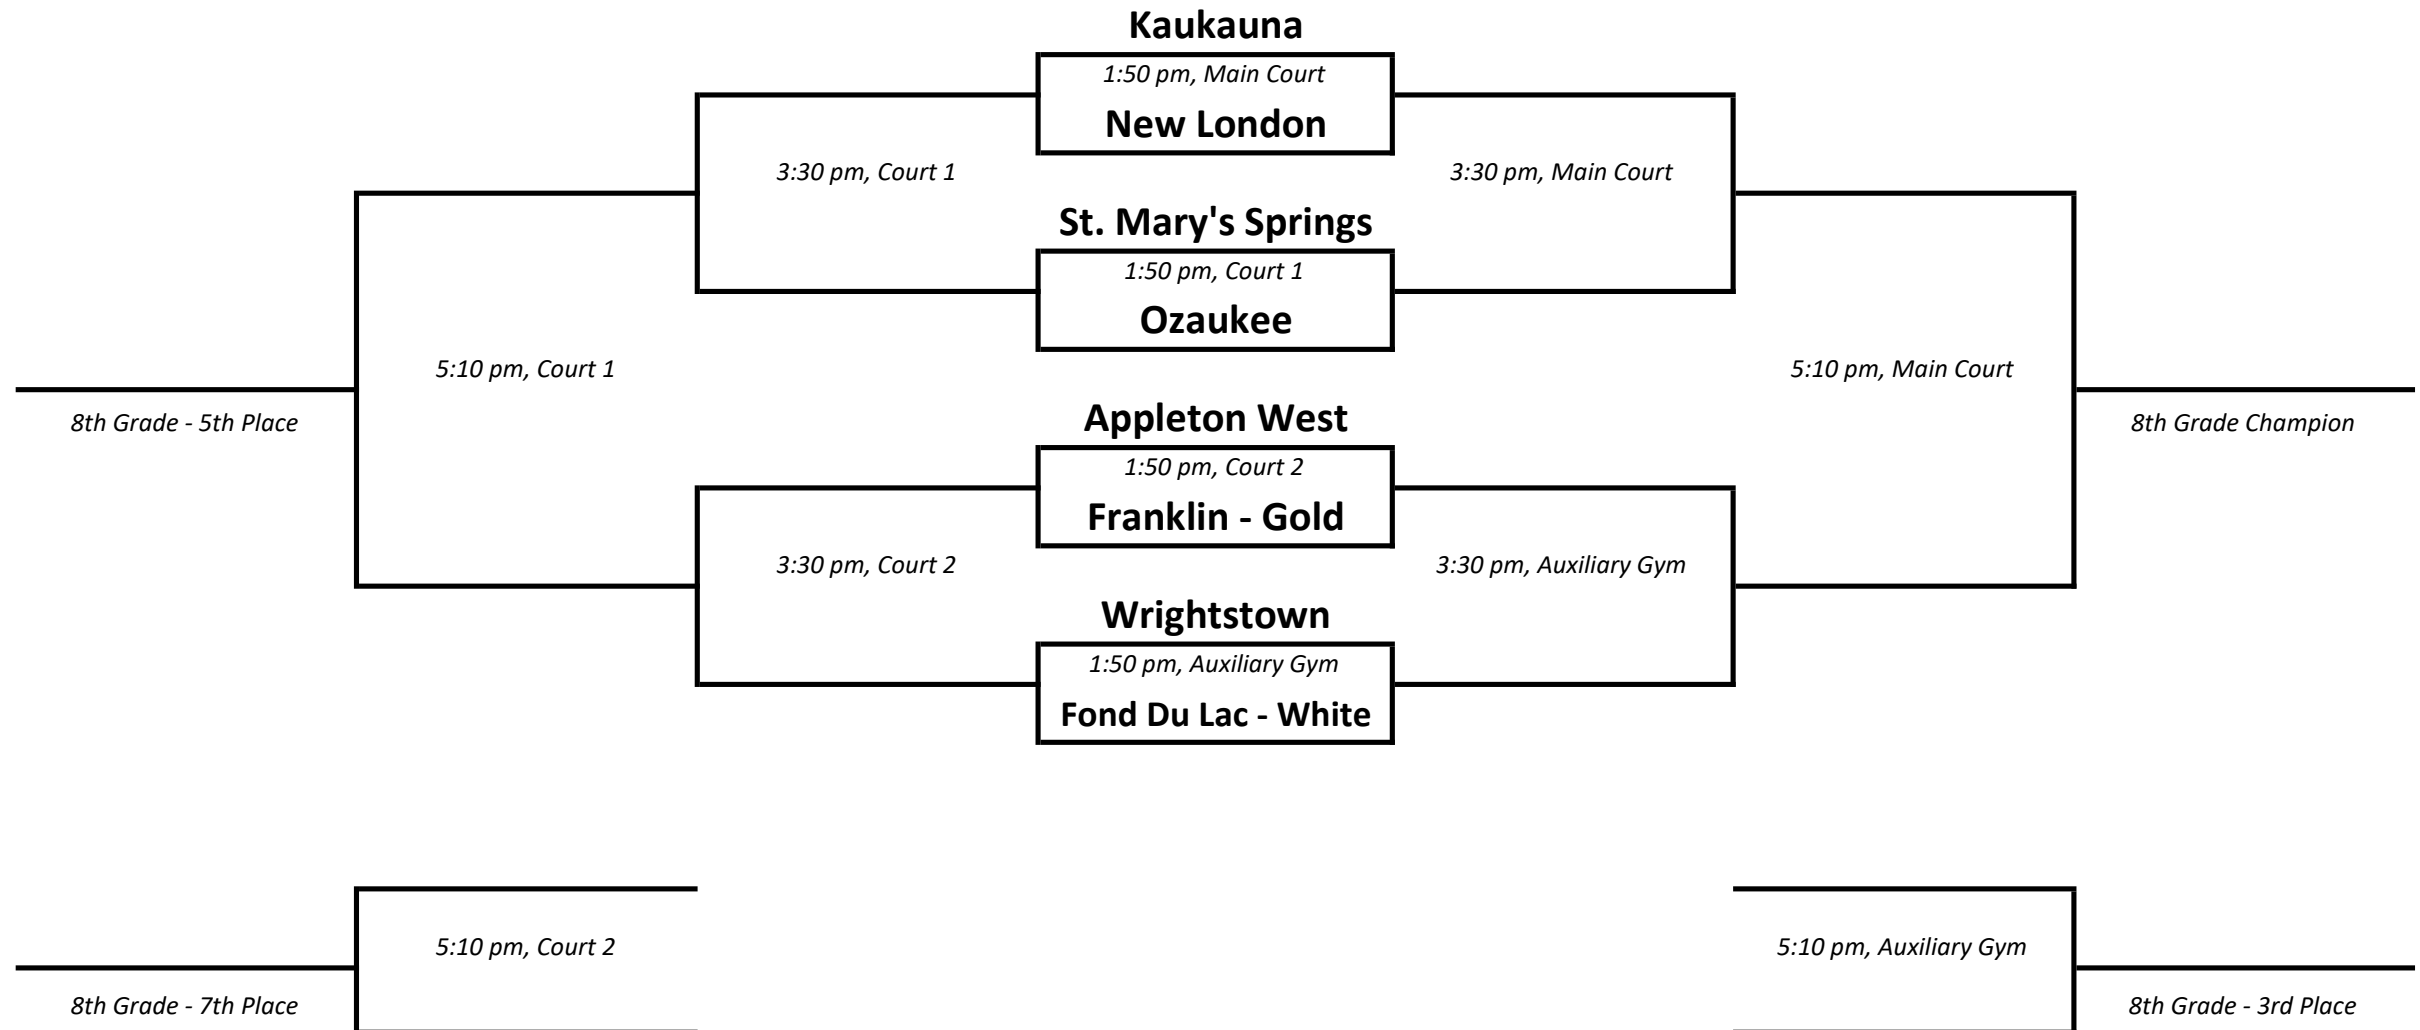 Kaukauna
1:50 pm, Main Court
New London
3:30 pm, Court 1
3:30 pm, Main Court
St. Mary's Springs
1:50 pm, Court 1
Ozaukee
5:10 pm, Court 1
5:10 pm, Main Court
8th Grade - 5th Place
Appleton West
8th Grade Champion
1:50 pm, Court 2
Franklin - Gold
3:30 pm, Court 2
3:30 pm, Auxiliary Gym
Wrightstown
1:50 pm, Auxiliary Gym
Fond Du Lac - White
5:10 pm, Court 2
5:10 pm, Auxiliary Gym
8th Grade - 7th Place
8th Grade - 3rd Place